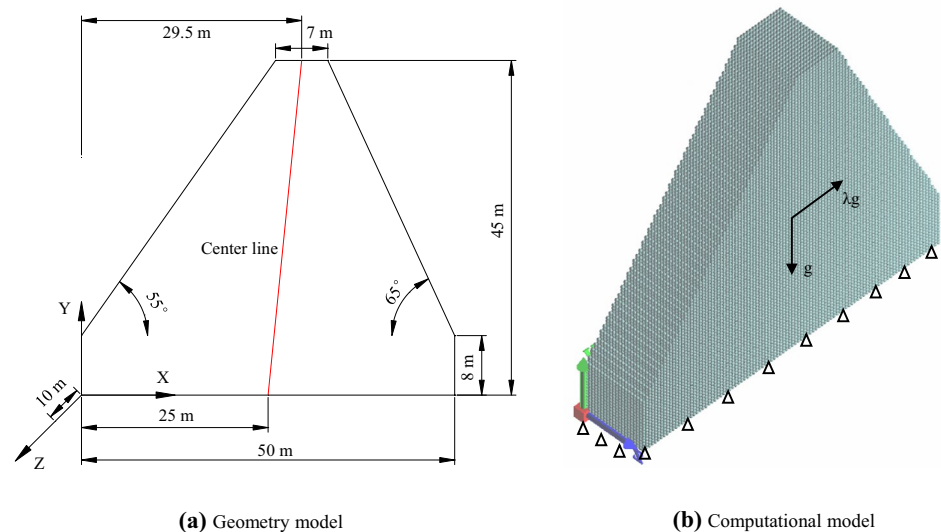 29.5 m
7 m
Center line
45 m
55°
65°
Y
X
Z
10 m
8 m
25 m
50 m
λg
g
(a) Geometry model
(b) Computational model